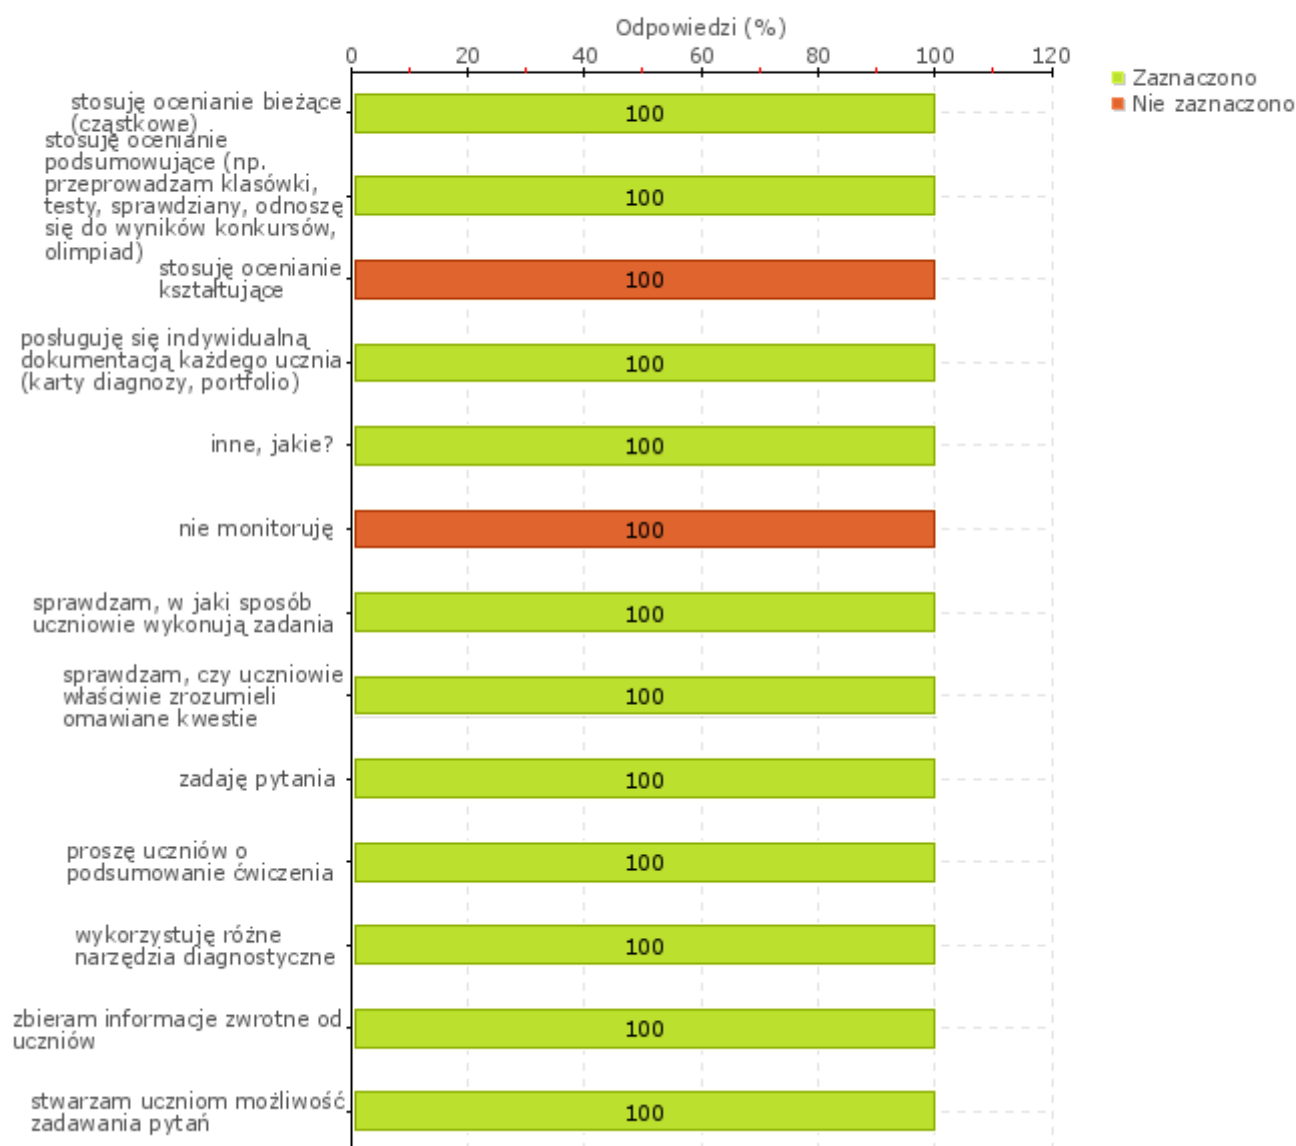 Odpowiedzi (%)
0 20 40 60 80 100 120
Zaznaczono
Nie zaznaczono
stosuję ocenianie bieżące
(cząstkowe)
100
stosuję ocenianie
podsumowujące (np.
przeprowadzam klasówki,
testy, sprawdziany, odnoszę
się do wyników konkursów,
olimpiad)
100
stosuję ocenianie
kształtujące
100
posługuję się indywidualną
dokumentacją każdego ucznia
(karty diagnozy, portfolio)
100
inne, jakie?
100
nie monitoruję
100
sprawdzam, w jaki sposób
uczniowie wykonują zadania
100
sprawdzam, czy uczniowie
właściwie zrozumieli
omawiane kwestie
100
zadaję pytania
100
proszę uczniów o
podsumowanie ćwiczenia
100
wykorzystuję różne
narzędzia diagnostyczne
100
zbieram informacje zwrotne od
uczniów
100
stwarzam uczniom możliwość
zadawania pytań
100